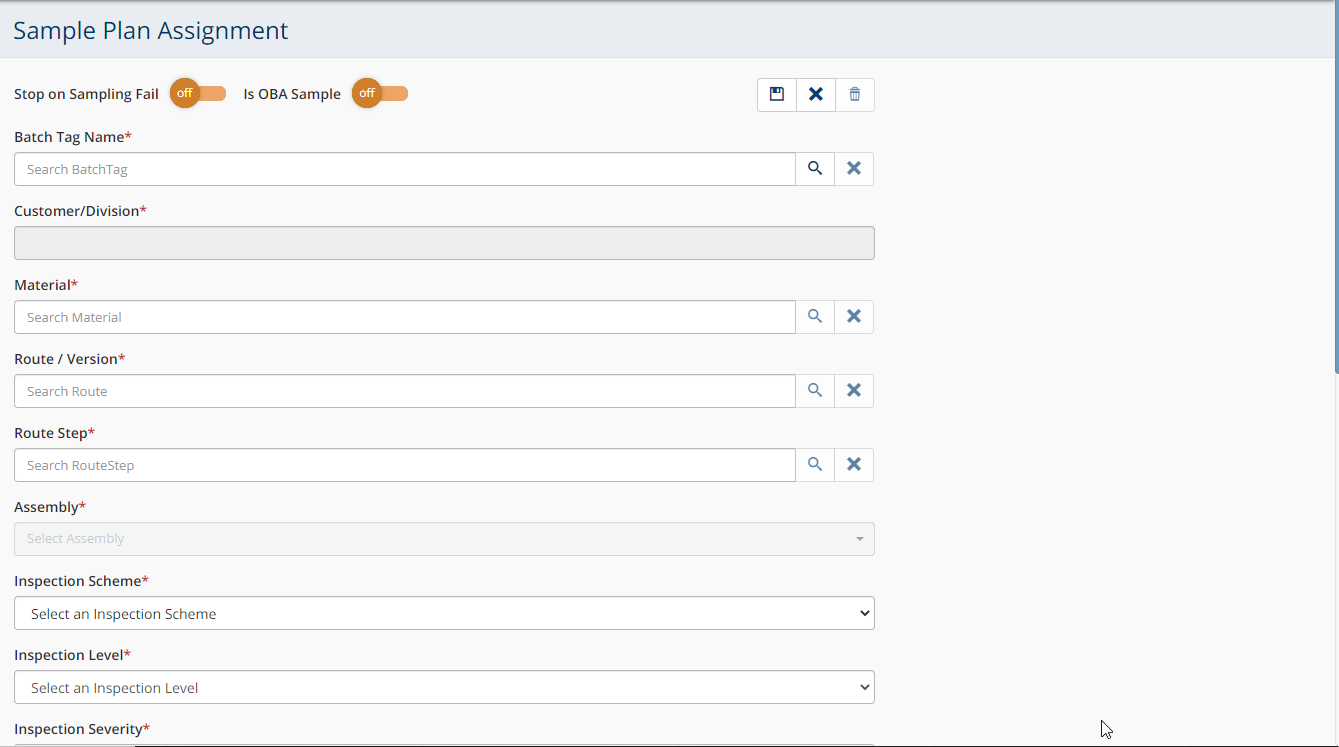 Sample Plan Assignment
Stop on Sampling Fail off Is OBA Sample off
Batch Tag Name*
Search BatchTag
Customer/Division*
Material*
Search Material
Route / Version*
Search Route
Route Step*
Search RouteStep
Assembly*
Select Assembly
Inspection Scheme*
Select an Inspection Scheme
Inspection Level*
Select an Inspection Level
Inspection Severity*